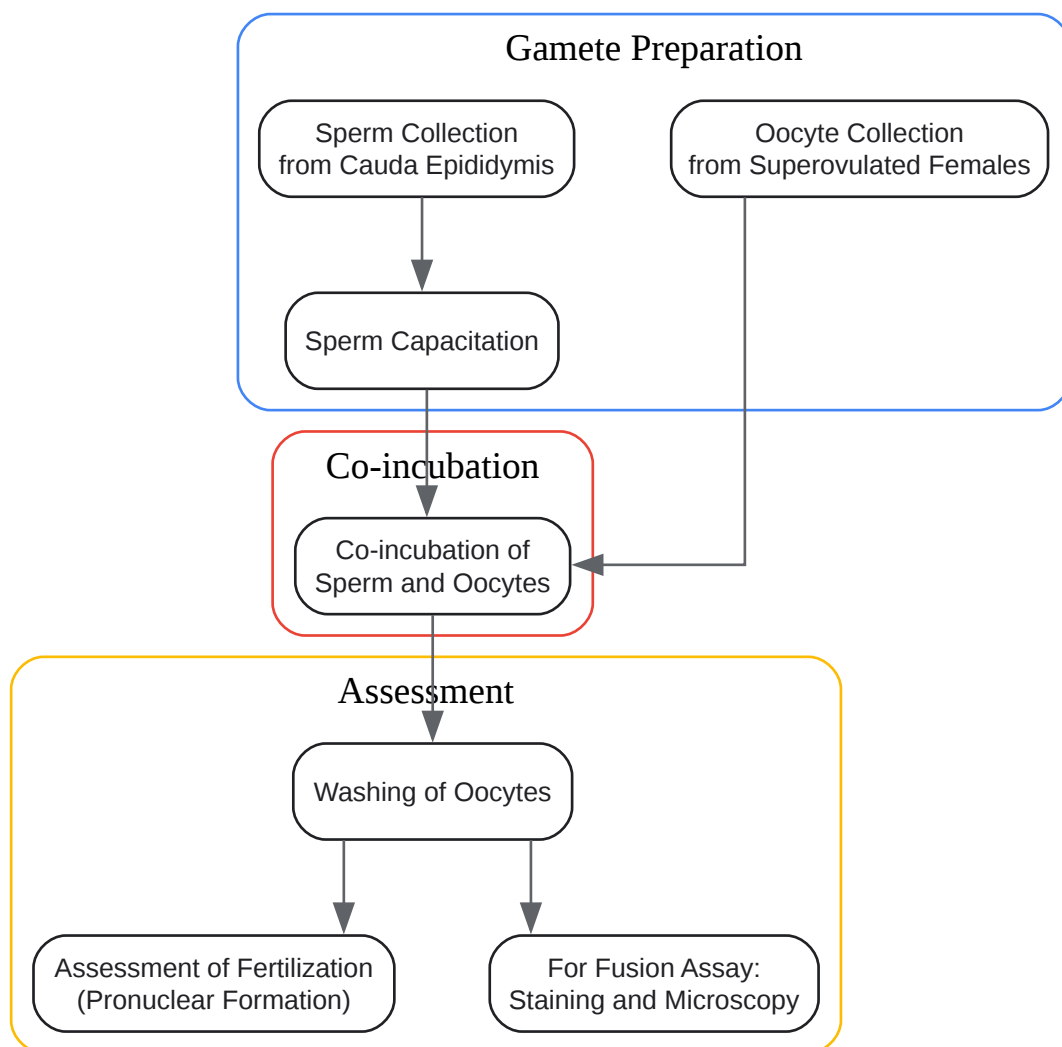 Gamete Preparation
Sperm Collection
from Cauda Epididymis
Oocyte Collection
from Superovulated Females
Sperm Capacitation
Co-incubation
Co-incubation of
Sperm and Oocytes
Assessment
Washing of Oocytes
Assessment of Fertilization
(Pronuclear Formation)
For Fusion Assay:
Staining and Microscopy